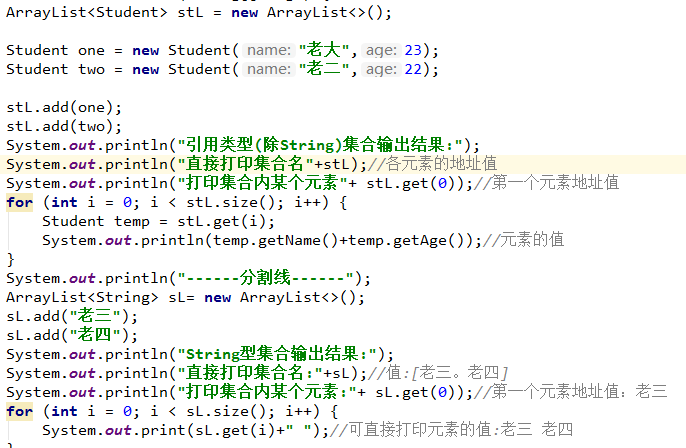 ArrayList<Student> stL = new ArrayList<>();
Student one = new Student( name: "老大", age: 23);
Student two = new Student( name: "老二", age: 22);
stL.add(one);
stL.add(two);
System.out.println("引用类型(除String)集合输出结果:");
System.out.println("直接打印集合名"+stL);//各元素的地址值
System.out.println("打印集合内某个元素"+ stL.get(0));//第一个元素地址值
for (int i = 0; i < stL.size(); i++) {
Student temp = stL.get(i);
System.out.println(temp.getName()+temp.getAge());//元素的值
}
System.out.println("------分割线------");
ArrayList<String> sL= new ArrayList<>();
sL.add("老三");
sL.add("老四");
System.out.println("String型集合输出结果:");
System.out.println("直接打印集合名:"+sL);//值:[老三。老四]
System.out.println("打印集合内某个元素:"+ sL.get(0));//第一个元素地址值：老三
for (int i = 0; i < sL.size(); i++) {
System.out.print(sL.get(i)+" ");//可直接打印元素的值:老三 老四